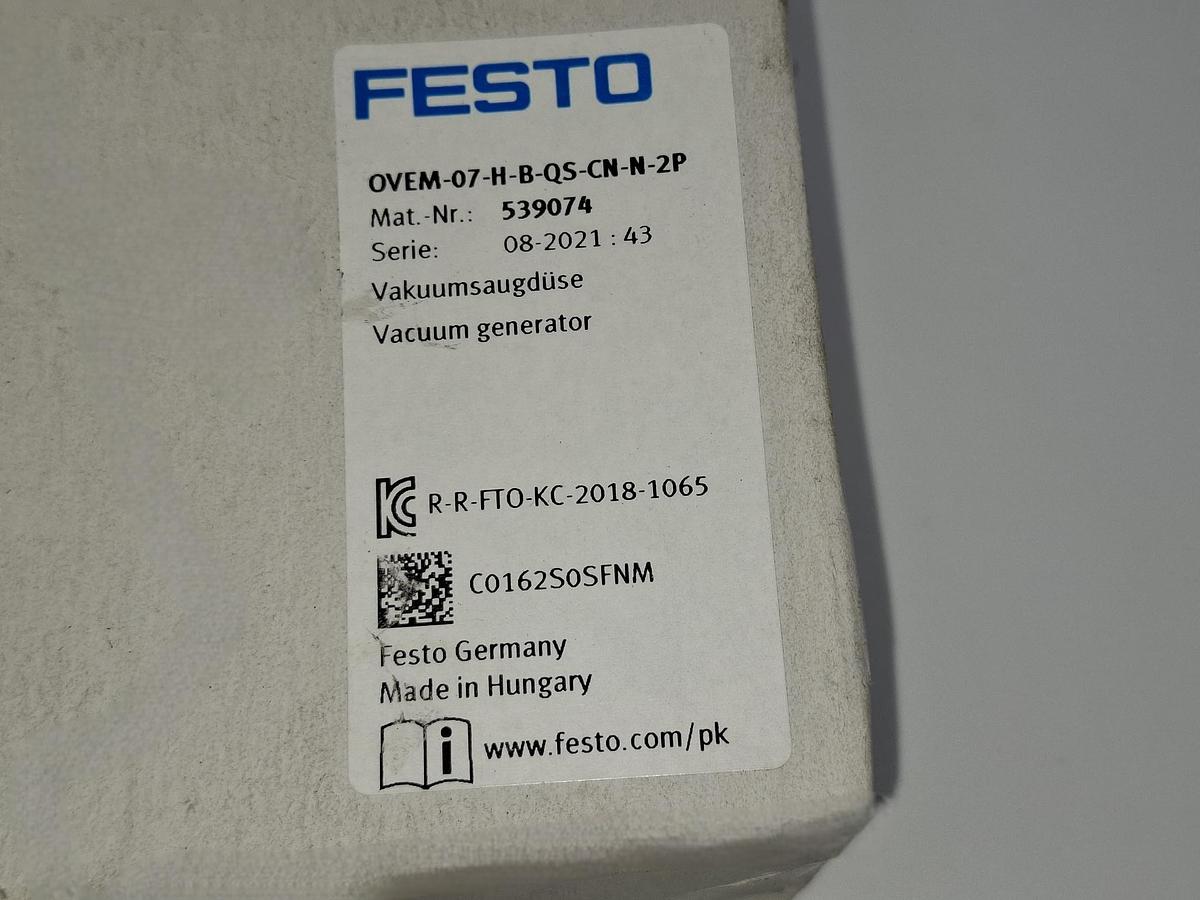 FESTO
OVEM-07-H-B-QS-CN-N-2P
Mat.-Nr.: 539074
Serie: 08-2021 : 43
Vakuumsaugdüse
Vacuum generator
KC R-R-FTO-KC-2018-1065
C0162S0SFNM
Festo Germany
Made in Hungary
i www.festo.com/pk